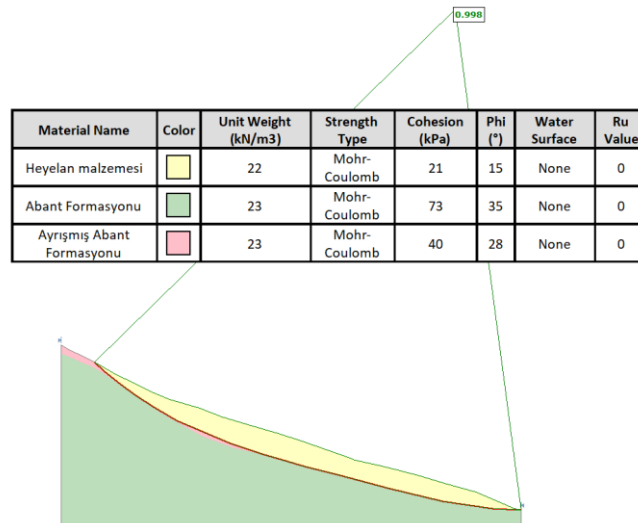 0.998
Material Name Color Unit Weight (kN/m3) Strength Type Cohesion (kPa) Phi (°) Water Surface Ru Value
Heyelan malzemesi 22 Mohr-Coulomb 21 15 None 0
Abant Formasyonu 23 Mohr-Coulomb 73 35 None 0
Ayrışmış Abant Formasyonu 23 Mohr-Coulomb 40 28 None 0